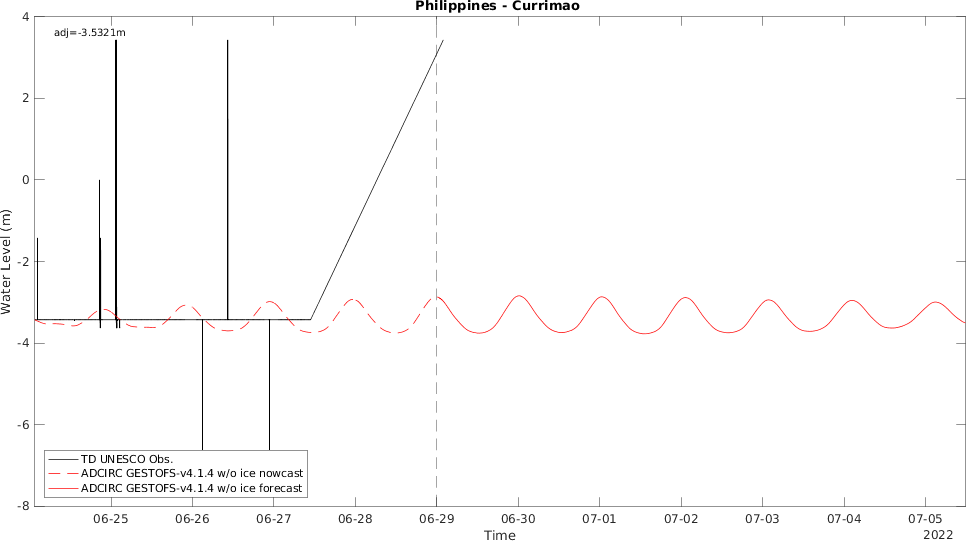 Philippines - Currimao
adj=-3.5321m
4
2
0
-2
-4
-6
-8
Water Level (m)
TD UNESCO Obs.
ADCIRC GESTOFS-v4.1.4 w/o ice nowcast
ADCIRC GESTOFS-v4.1.4 w/o ice forecast
06-25 06-26 06-27 06-28 06-29 06-30 07-01 07-02 07-03 07-04 07-05
Time
2022